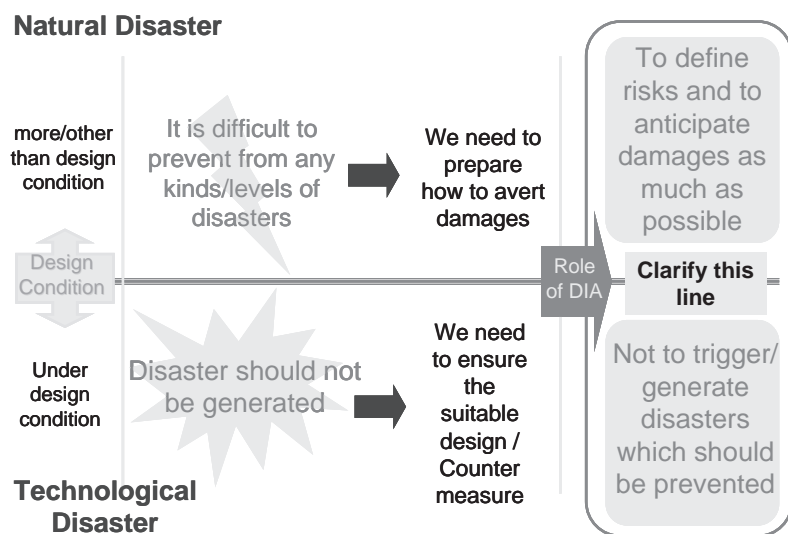 Natural Disaster
more/other
than design
condition
It is difficult to
prevent from any
kinds/levels of
disasters
We need to
prepare
how to avert
damages
To define
risks and to
anticipate
damages as
much as
possible
Design
Condition
Role
of DIA
Clarify this
line
Under
design
condition
Disaster should not
be generated
We need
to ensure
the
suitable
design /
Counter
measure
Not to trigger/
generate
disasters
which should
be prevented
Technological
Disaster